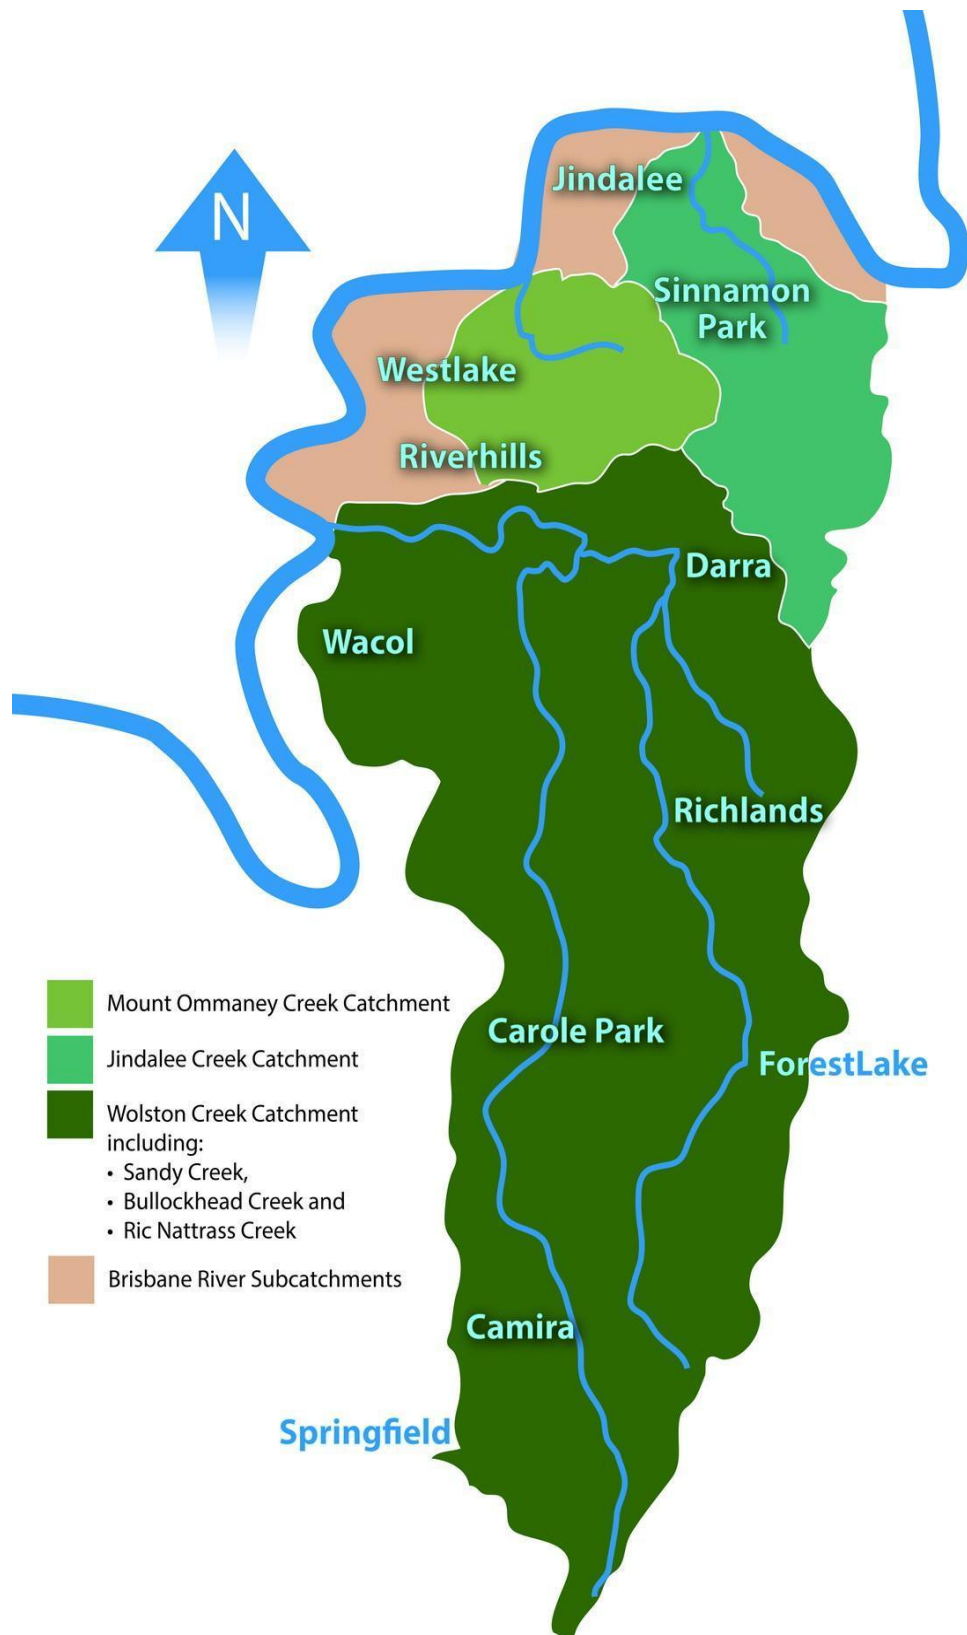 N
Jindalee
Sinnamon
Park
Westlake
Riverhills
Darra
Wacol
Richlands
Carole Park
ForestLake
Camira
Springfield
Mount Ommaney Creek Catchment
Jindalee Creek Catchment
Wolston Creek Catchment
including:
• Sandy Creek,
• Bullockhead Creek and
• Ric Nattrass Creek
Brisbane River Subcatchments